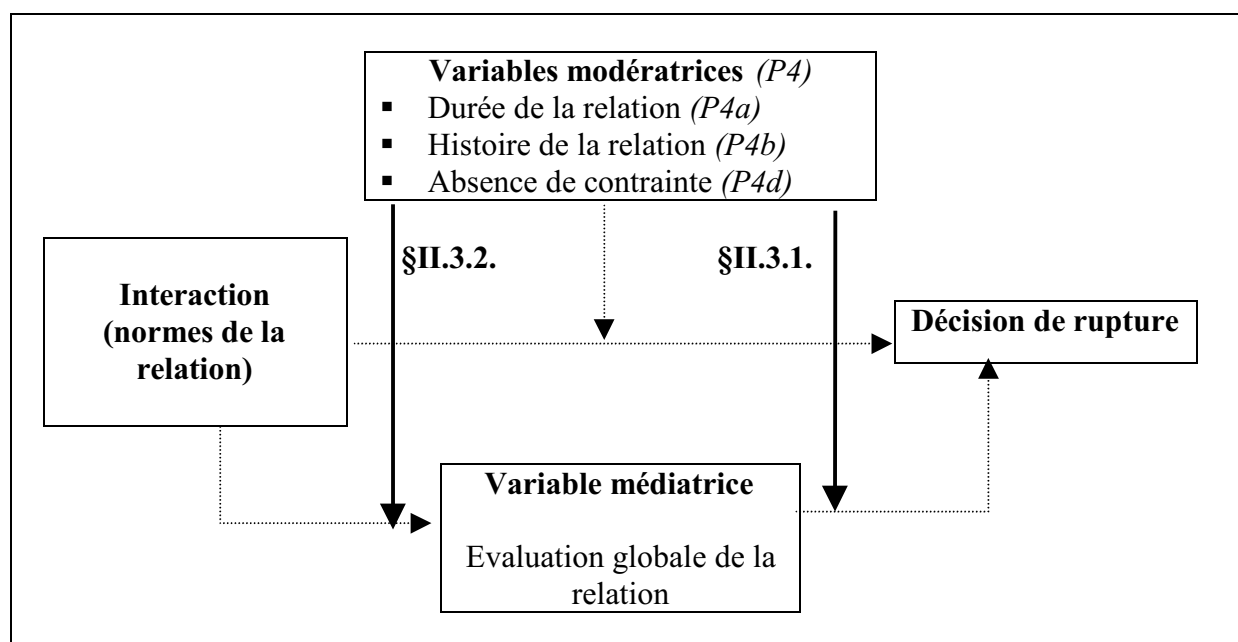 Variables modératrices (P4)
▪ Durée de la relation (P4a)
▪ Histoire de la relation (P4b)
▪ Absence de contrainte (P4d)
§II.3.2.
§II.3.1.
Interaction
(normes de la
relation)
Décision de rupture
Variable médiatrice
Evaluation globale de la
relation